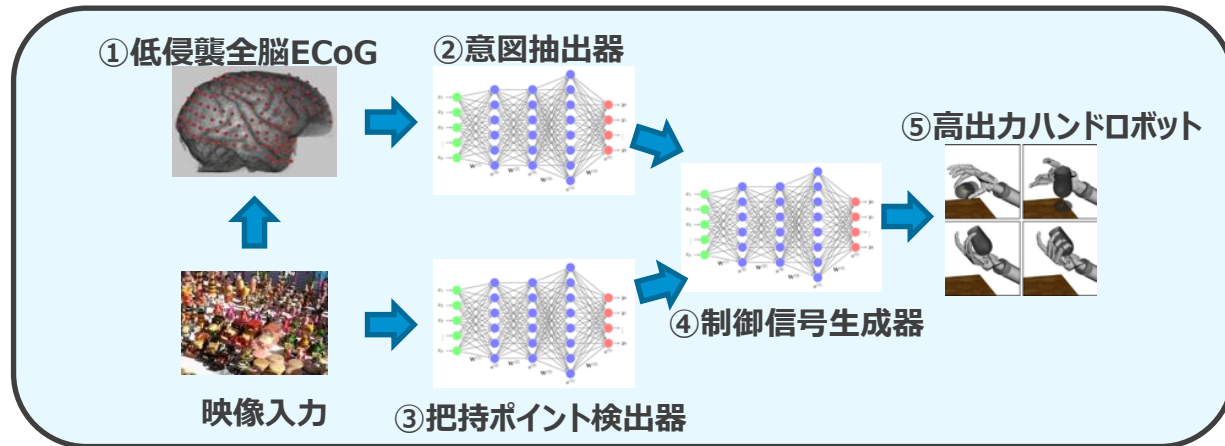 ①低侵襲全脳ECoG
②意図抽出器
⑤高出力ハンドロボット
④制御信号生成器
映像入力
③把持ポイント検出器